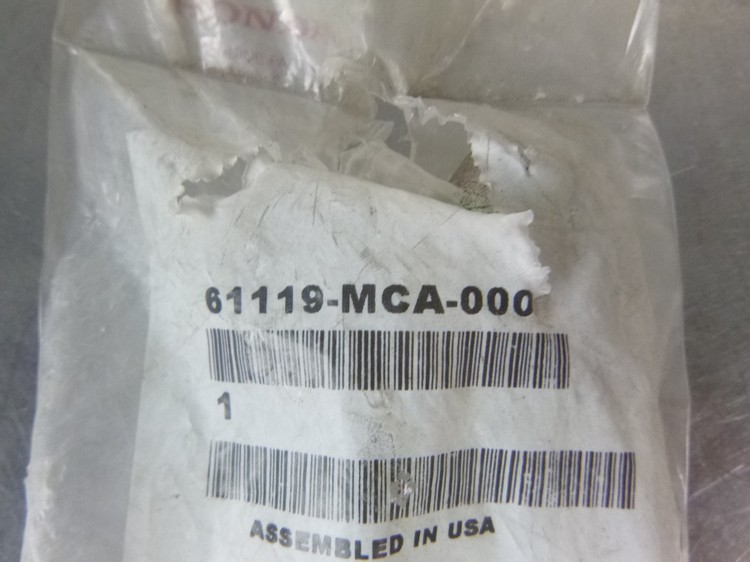 61119-MCA-000
1
ASSEMBLED IN USA